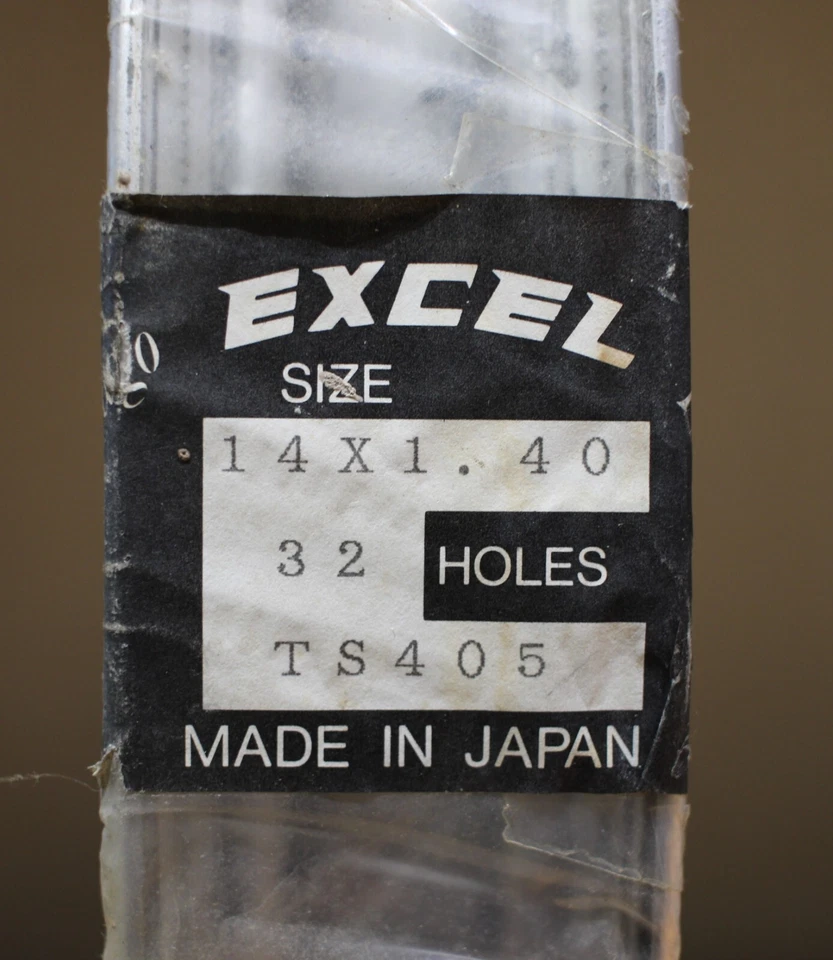 EXCEL
SIZE
14X1.40
32 HOLES
TS405
MADE IN JAPAN